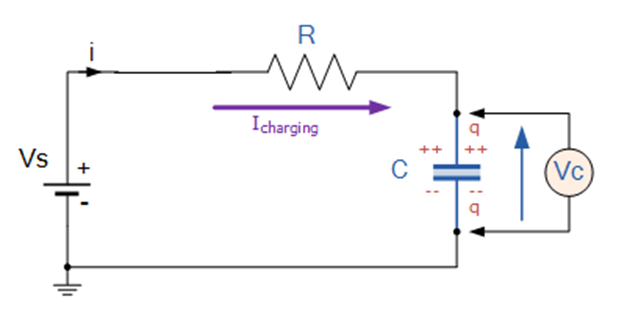 R
i
Icharging
Vs
+
-
q
++ ++
C
Vc
-- --
q